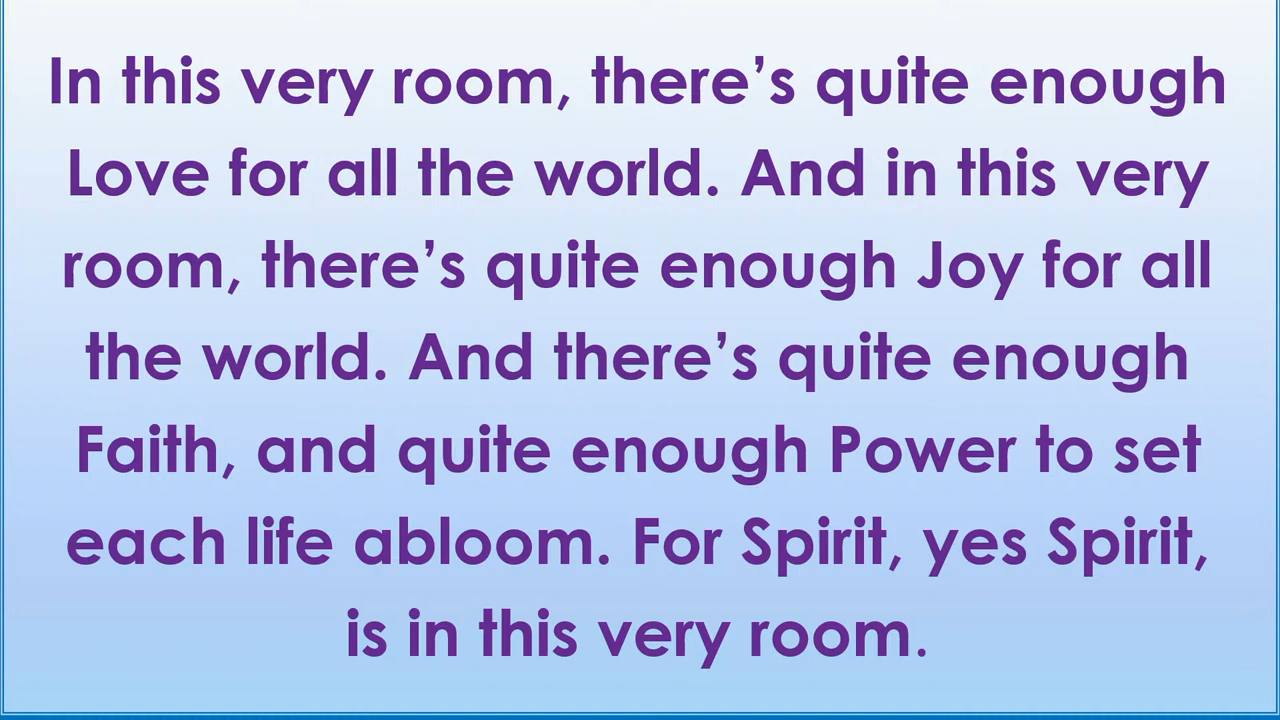 In this very room, there’s quite enough
Love for all the world. And in this very
room, there’s quite enough Joy for all
the world. And there’s quite enough
Faith, and quite enough Power to set
each life abloom. For Spirit, yes Spirit,
is in this very room.